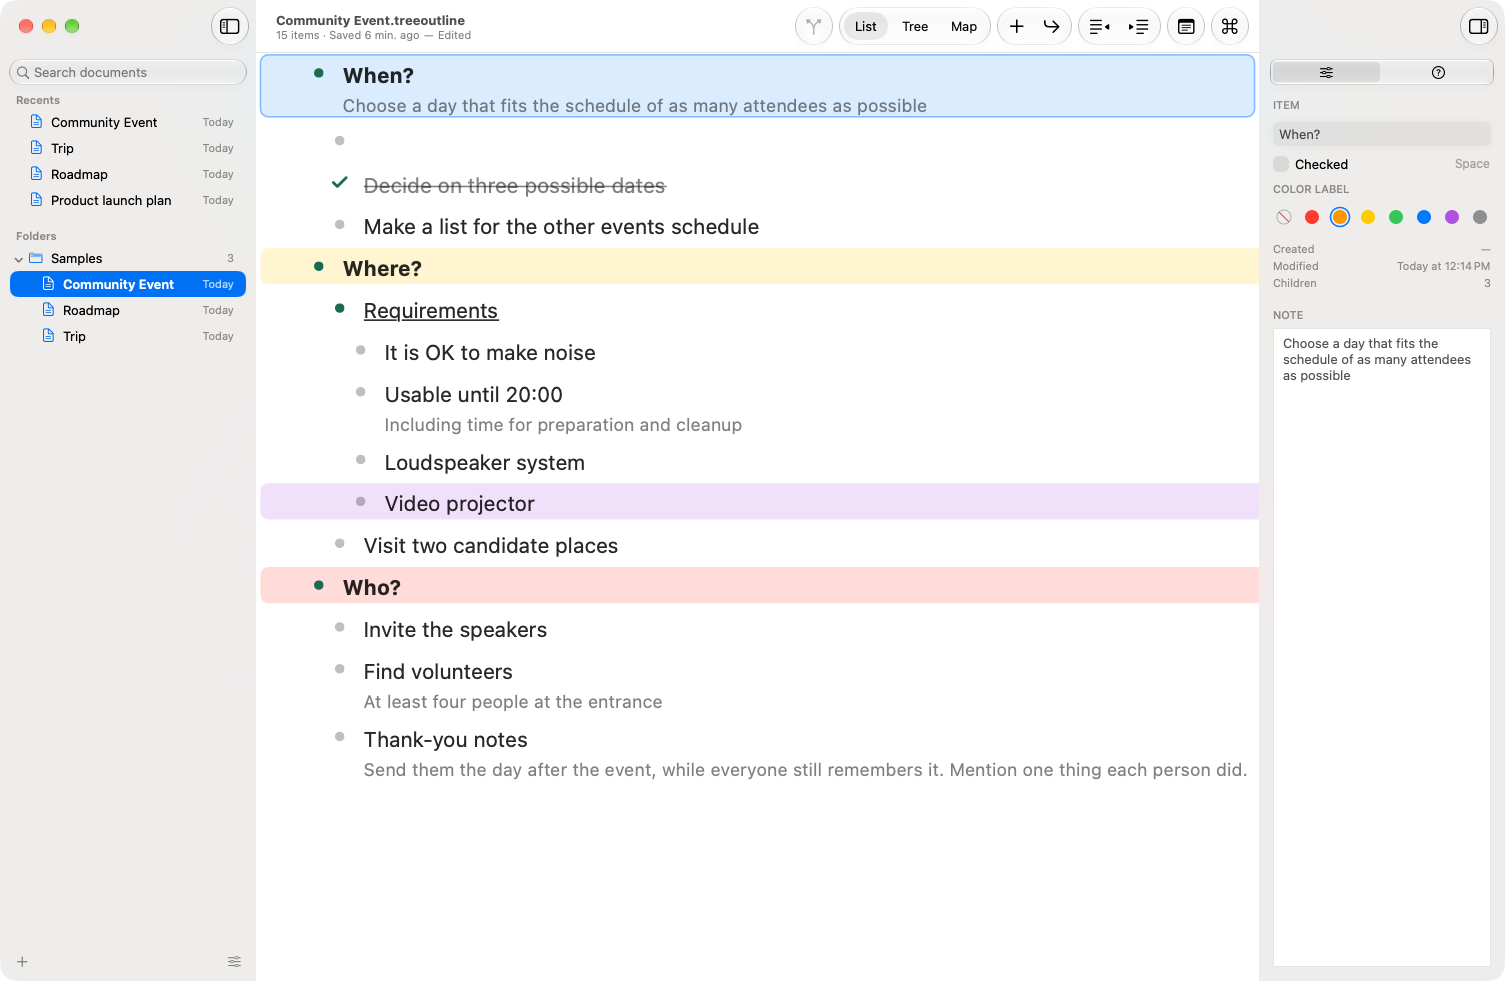 Community Event.treeoutline
15 items · Saved 6 min. ago — Edited
List Tree Map
Search documents
Recents
Community Event Today
Trip Today
Roadmap Today
Product launch plan Today
Folders
Samples 3
Community Event Today
Roadmap Today
Trip Today
When?
Choose a day that fits the schedule of as many attendees as possible
Decide on three possible dates
Make a list for the other events schedule
Where?
Requirements
It is OK to make noise
Usable until 20:00
Including time for preparation and cleanup
Loudspeaker system
Video projector
Visit two candidate places
Who?
Invite the speakers
Find volunteers
At least four people at the entrance
Thank-you notes
Send them the day after the event, while everyone still remembers it. Mention one thing each person did.
ITEM
When?
Checked Space
COLOR LABEL
Created —
Modified Today at 12:14 PM
Children 3
NOTE
Choose a day that fits the
schedule of as many attendees
as possible